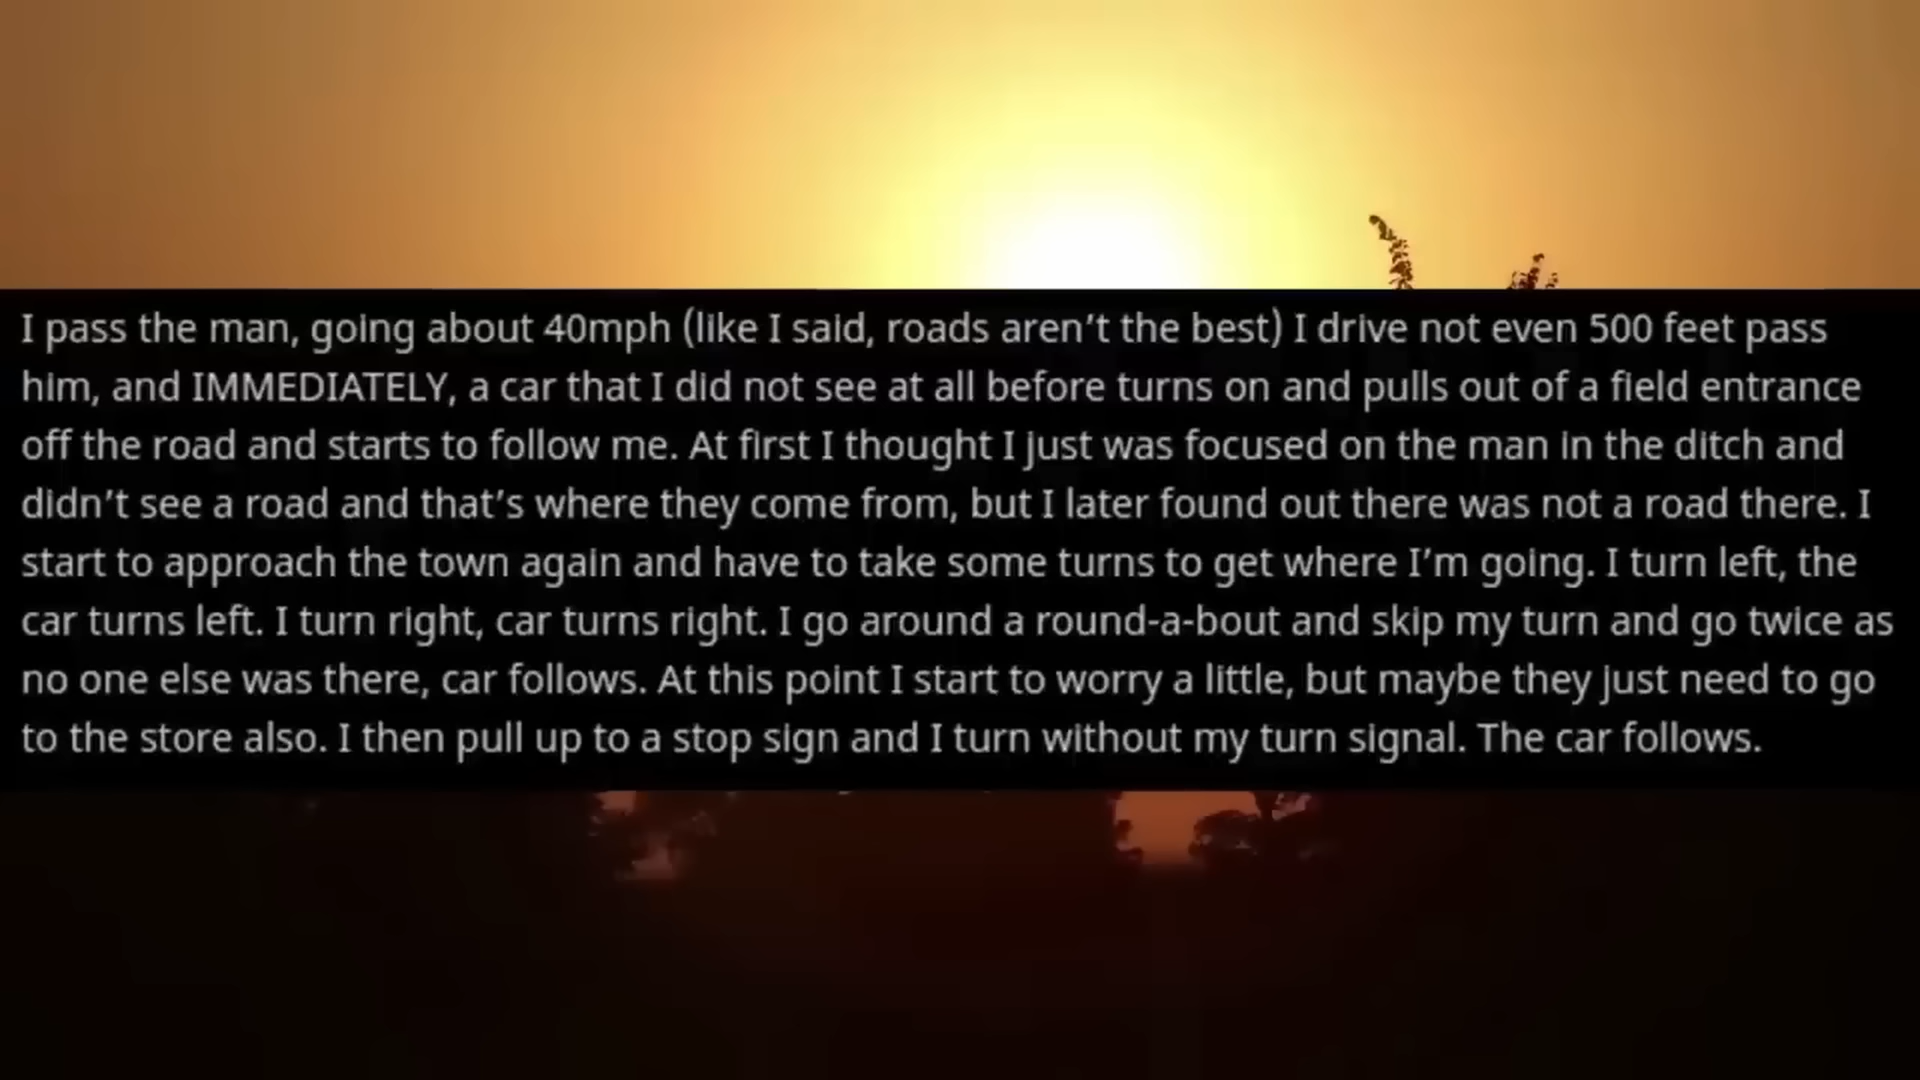 I pass the man, going about 40mph (like I said, roads aren’t the best) I drive not even 500 feet pass
him, and IMMEDIATELY, a car that I did not see at all before turns on and pulls out of a field entrance
off the road and starts to follow me. At first I thought I just was focused on the man in the ditch and
didn’t see a road and that’s where they come from, but I later found out there was not a road there. I
start to approach the town again and have to take some turns to get where I’m going. I turn left, the
car turns left. I turn right, car turns right. I go around a round-a-bout and skip my turn and go twice as
no one else was there, car follows. At this point I start to worry a little, but maybe they just need to go
to the store also. I then pull up to a stop sign and I turn without my turn signal. The car follows.